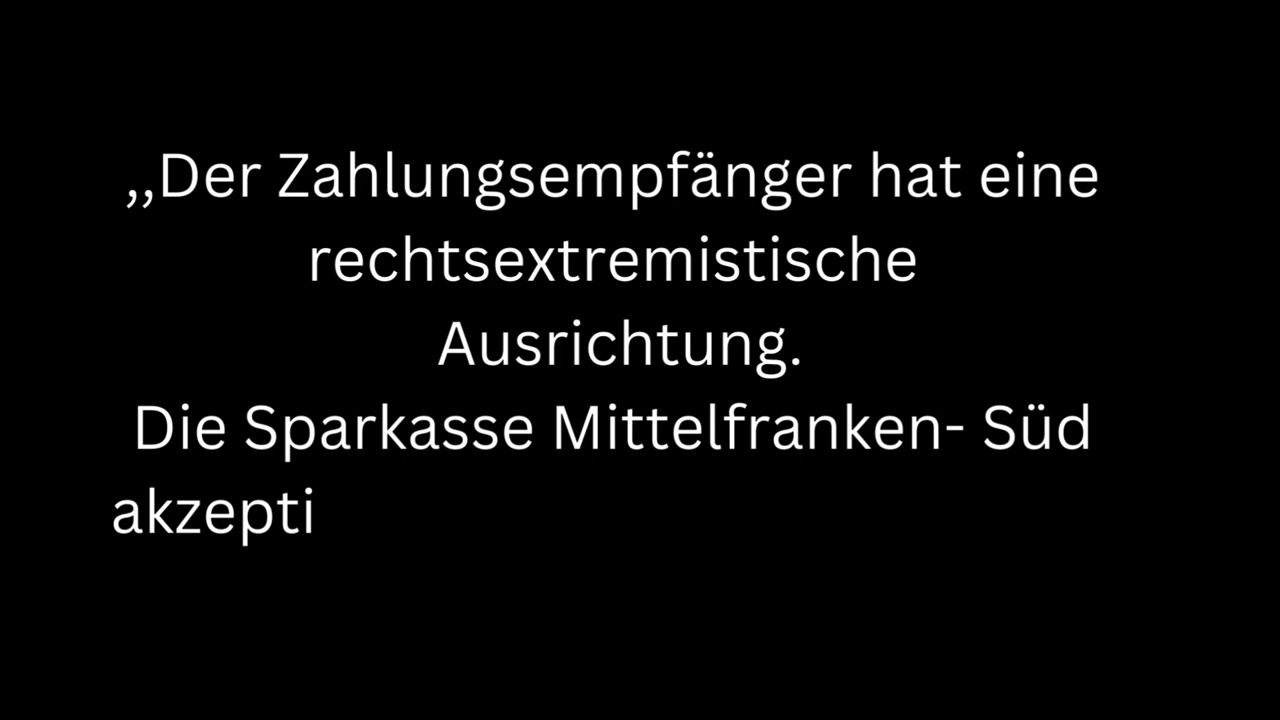 ,,Der Zahlungsempfänger hat eine
rechtsextremistische
Ausrichtung.
Die Sparkasse Mittelfranken- Süd
akzepti